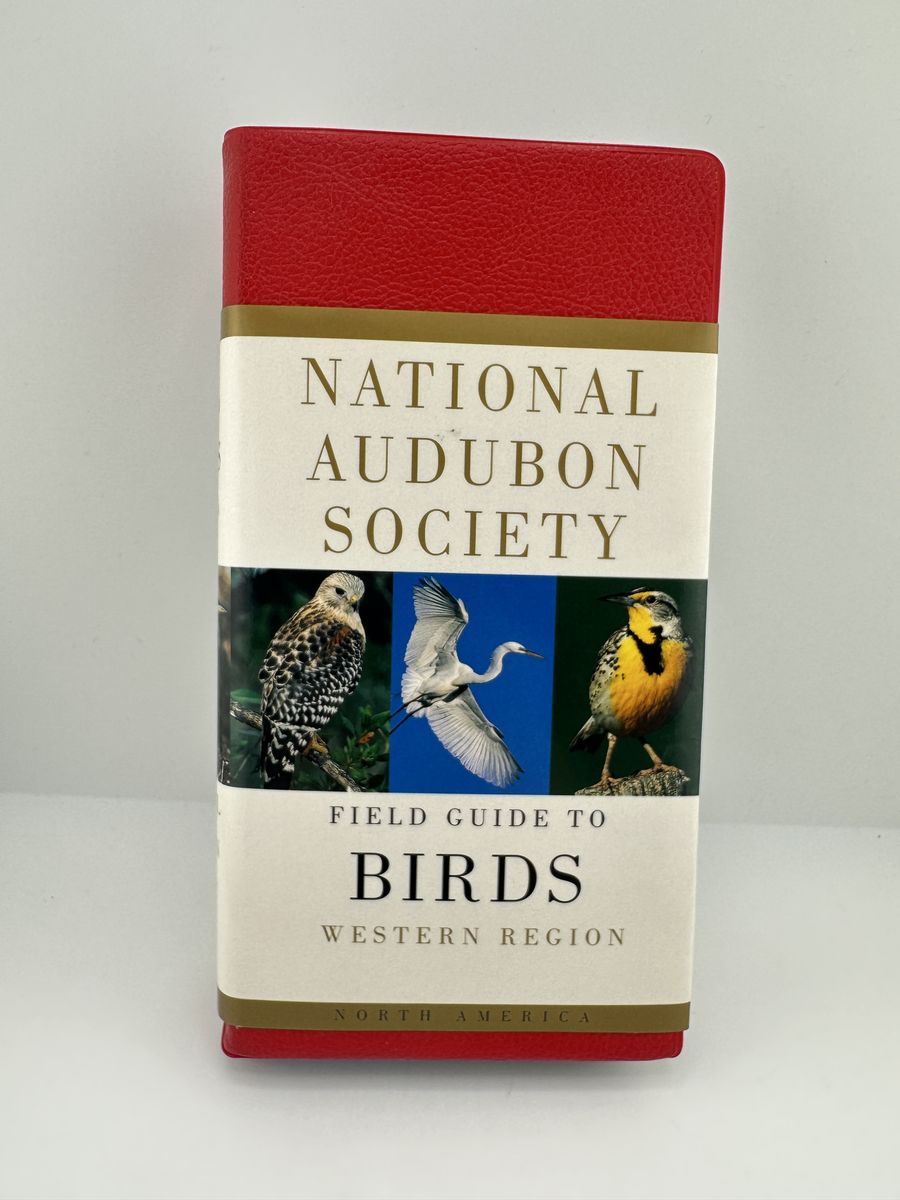 NATIONAL
AUDUBON
SOCIETY
FIELD GUIDE TO
BIRDS
WESTERN REGION
NORTH AMERICA